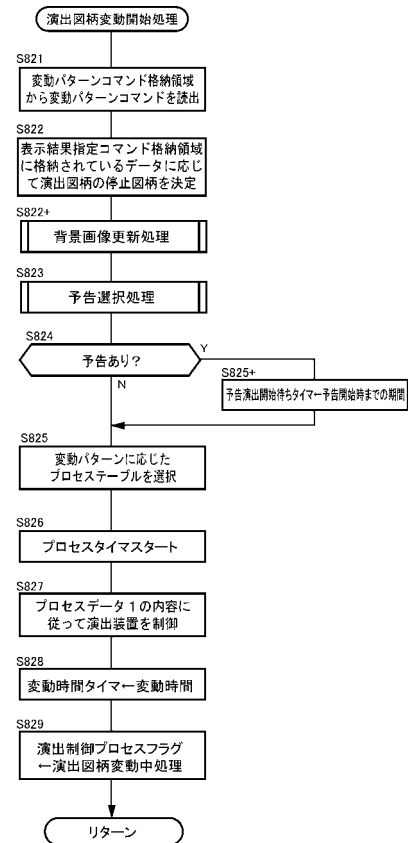 演出図柄変動開始処理
S821
変動パターンコマンド格納領域
から変動パターンコマンドを読出
S822
表示結果指定コマンド格納領域
に格納されているデータに応じ
て演出図柄の停止図柄を決定
S822+
背景画像更新処理
S823
予告選択処理
S824
予告あり？
Y
N
S825+
予告演出開始待ちタイマ←予告開始時までの期間
S825
変動パターンに応じた
プロセステーブルを選択
S826
プロセスタイマスタート
S827
プロセスデータ１の内容に
従って演出装置を制御
S828
変動時間タイマ←変動時間
S829
演出制御プロセスフラグ
←演出図柄変動中処理
リターン